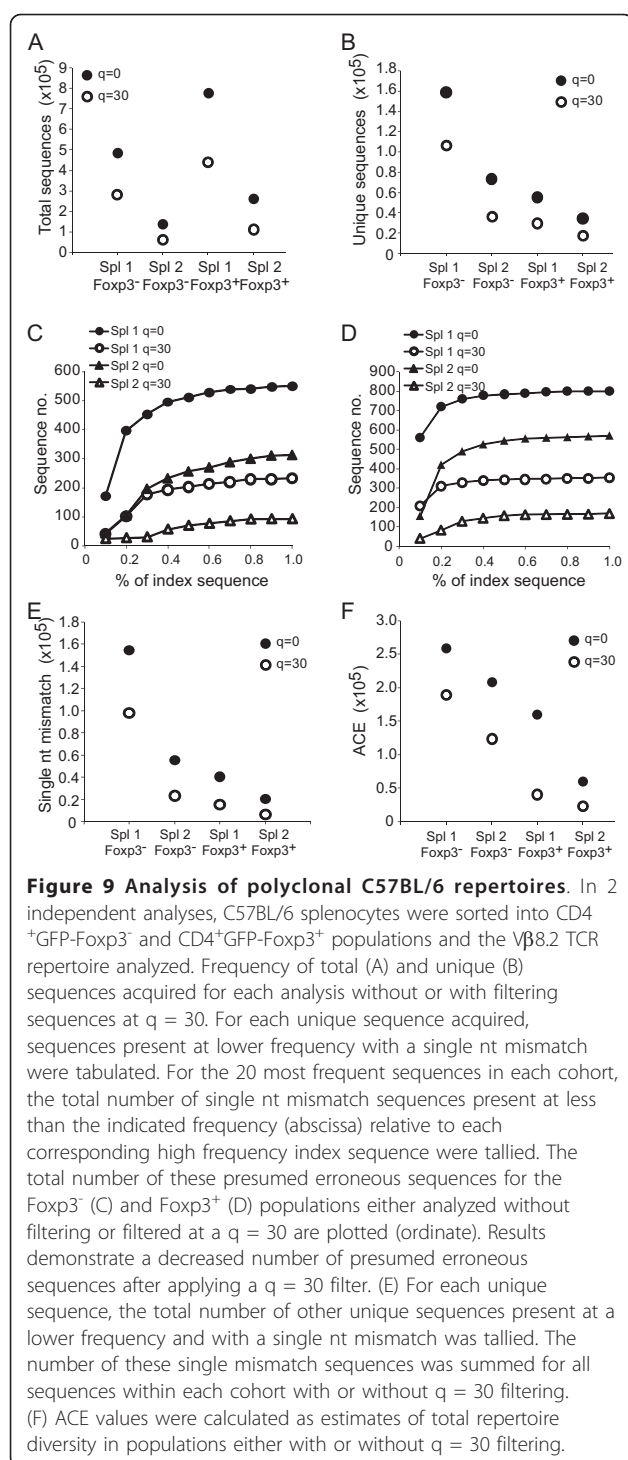 A
Total sequences (x10⁵)
9
8
7
6
5
4
3
2
1
0
q=0
q=30
Spl 1 Spl 2 Spl 1 Spl 2
Foxp3⁻ Foxp3⁻ Foxp3⁺ Foxp3⁺
B
Unique sequences (x10⁵)
1.8
1.6
1.4
1.2
1.0
0.8
0.6
0.4
0.2
0
q=0
q=30
Spl 1 Spl 2 Spl 1 Spl 2
Foxp3⁻ Foxp3⁻ Foxp3⁺ Foxp3⁺
C
Spl 1 q=0
Spl 1 q=30
Spl 2 q=0
Spl 2 q=30
Sequence no.
600
500
400
300
200
100
0
0 0.2 0.4 0.6 0.8 1.0
% of index sequence
D
Spl 1 q=0
Spl 1 q=30
Spl 2 q=0
Spl 2 q=30
Sequence no.
900
800
700
600
500
400
300
200
100
0
0 0.2 0.4 0.6 0.8 1.0
% of index sequence
E
Single nt mismatch (x10⁵)
1.8
1.6
1.4
1.2
1.0
0.8
0.6
0.4
0.2
0
q=0
q=30
Spl 1 Spl 2 Spl 1 Spl 2
Foxp3⁻ Foxp3⁻ Foxp3⁺ Foxp3⁺
F
ACE (x10⁵)
3.0
2.5
2.0
1.5
1.0
0.5
0
q=0
q=30
Spl 1 Spl 2 Spl 1 Spl 2
Foxp3⁻ Foxp3⁻ Foxp3⁺ Foxp3⁺
Figure 9 Analysis of polyclonal C57BL/6 repertoires. In 2
independent analyses, C57BL/6 splenocytes were sorted into CD4
⁺GFP-Foxp3⁻ and CD4⁺GFP-Foxp3⁺ populations and the Vβ8.2 TCR
repertoire analyzed. Frequency of total (A) and unique (B)
sequences acquired for each analysis without or with filtering
sequences at q = 30. For each unique sequence acquired,
sequences present at lower frequency with a single nt mismatch
were tabulated. For the 20 most frequent sequences in each cohort,
the total number of single nt mismatch sequences present at less
than the indicated frequency (abscissa) relative to each
corresponding high frequency index sequence were tallied. The
total number of these presumed erroneous sequences for the
Foxp3⁻ (C) and Foxp3⁺ (D) populations either analyzed without
filtering or filtered at a q = 30 are plotted (ordinate). Results
demonstrate a decreased number of presumed erroneous
sequences after applying a q = 30 filter. (E) For each unique
sequence, the total number of other unique sequences present at a
lower frequency and with a single nt mismatch was tallied. The
number of these single mismatch sequences was summed for all
sequences within each cohort with or without q = 30 filtering.
(F) ACE values were calculated as estimates of total repertoire
diversity in populations either with or without q = 30 filtering.